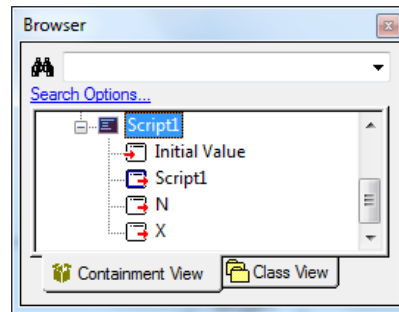 Browser
Search Options...
Script1
Initial Value
Script1
N
X
Containment View Class View